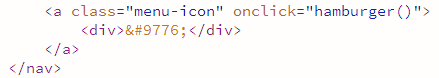 <a class="menu-icon" onclick="hamburger()">
<div>&#9776;</div>
</a>
</nav>